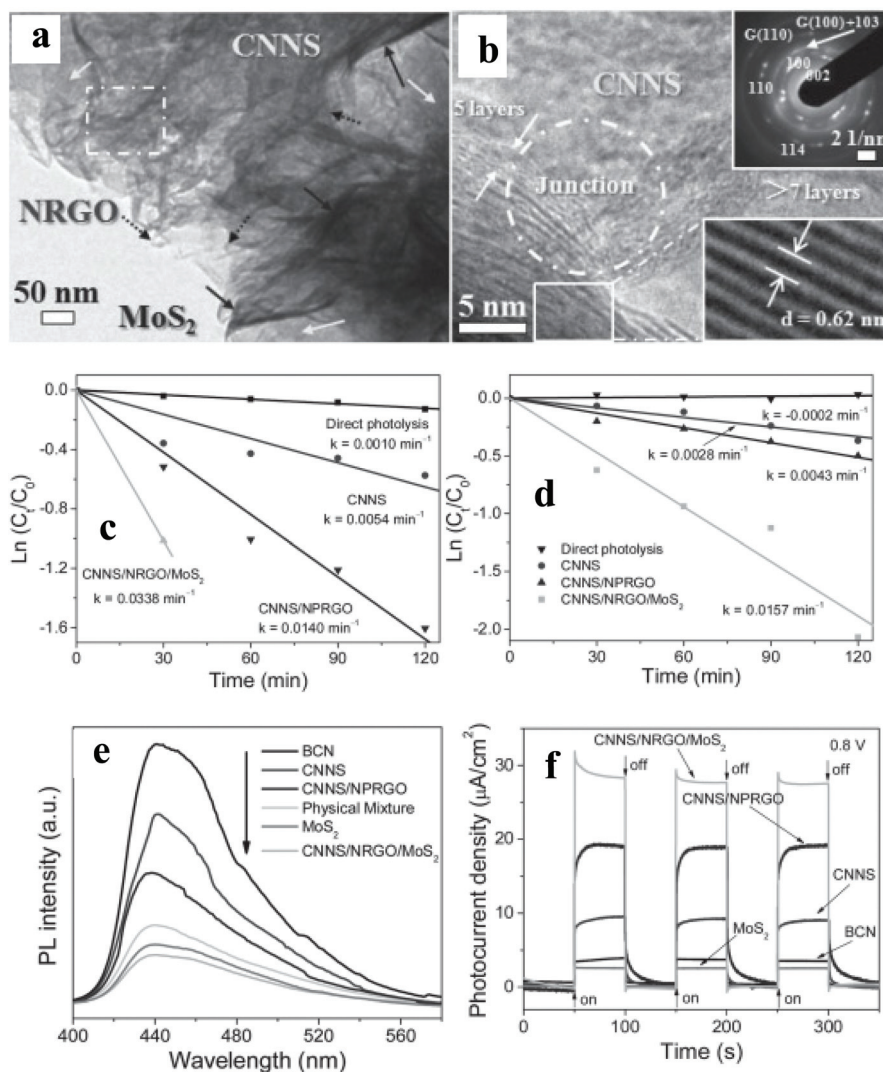 a
CNNS
NRGO
50 nm
MoS₂
b
CNNS
5 layers
Junction
>7 layers
5 nm
G(100)+103
G(110)
100
002
110
114
2 1/nm
d = 0.62 nm
0.0
-0.4
-0.8
-1.2
-1.6
Ln (Cₜ/C₀)
Direct photolysis
k = 0.0010 min⁻¹
CNNS
k = 0.0054 min⁻¹
c
CNNS/NRGO/MoS₂
k = 0.0338 min⁻¹
CNNS/NPRGO
k = 0.0140 min⁻¹
0 30 60 90 120
Time (min)
0.0
-0.5
-1.0
-1.5
-2.0
Ln (Cₜ/C₀)
k = -0.0002 min⁻¹
k = 0.0028 min⁻¹
k = 0.0043 min⁻¹
d
Direct photolysis
CNNS
CNNS/NPRGO
CNNS/NRGO/MoS₂
k = 0.0157 min⁻¹
0 30 60 90 120
Time (min)
e
PL intensity (a.u.)
BCN
CNNS
CNNS/NPRGO
Physical Mixture
MoS₂
CNNS/NRGO/MoS₂
400 440 480 520 560
Wavelength (nm)
f
Photocurrent density (μA/cm²)
30
20
10
0
CNNS/NRGO/MoS₂
0.8 V
off
off
off
CNNS/NPRGO
CNNS
MoS₂
BCN
on
on
on
0 100 200 300
Time (s)